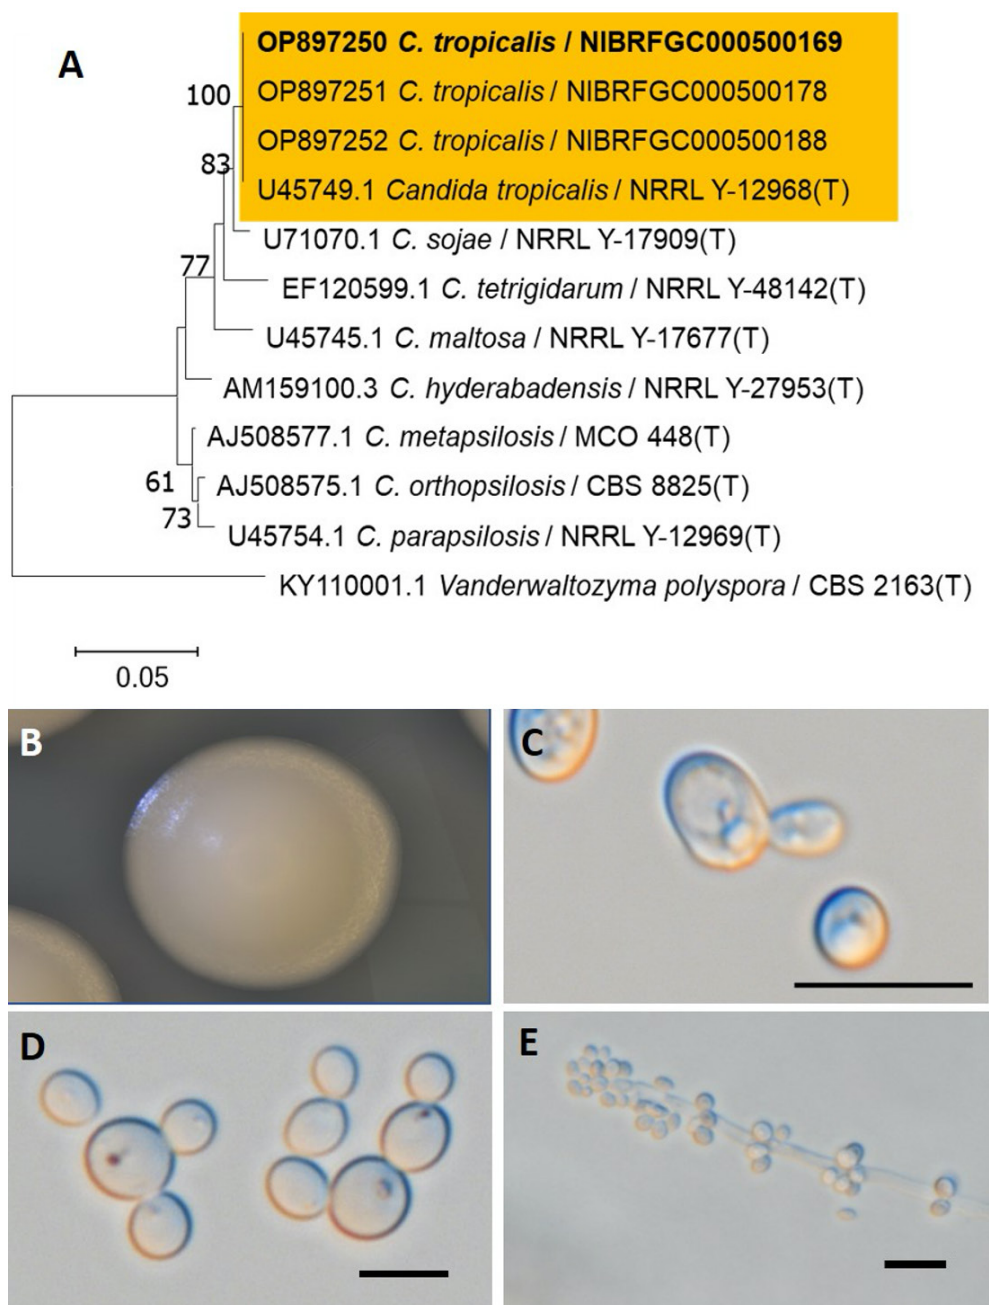 A
OP897250 C. tropicalis / NIBRFGC000500169
100
OP897251 C. tropicalis / NIBRFGC000500178
OP897252 C. tropicalis / NIBRFGC000500188
83
U45749.1 Candida tropicalis / NRRL Y-12968(T)
U71070.1 C. sojae / NRRL Y-17909(T)
77
EF120599.1 C. tetrigidarum / NRRL Y-48142(T)
U45745.1 C. maltosa / NRRL Y-17677(T)
AM159100.3 C. hyderabadensis / NRRL Y-27953(T)
AJ508577.1 C. metapsilosis / MCO 448(T)
61
AJ508575.1 C. orthopsilosis / CBS 8825(T)
73
U45754.1 C. parapsilosis / NRRL Y-12969(T)
KY110001.1 Vanderwaltozyma polyspora / CBS 2163(T)
0.05
B
C
D
E